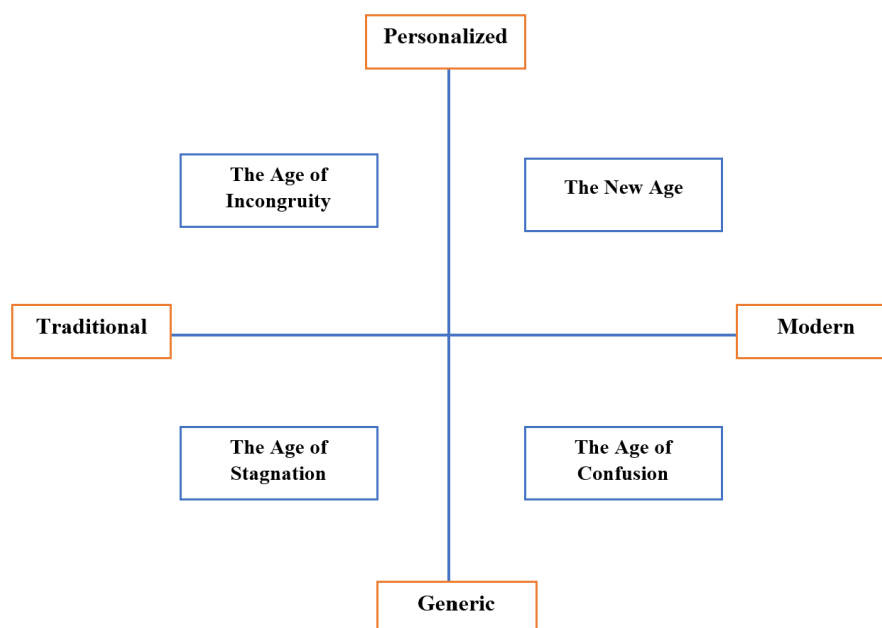 Personalized
The Age of
Incongruity
The New Age
Traditional
Modern
The Age of
Stagnation
The Age of
Confusion
Generic